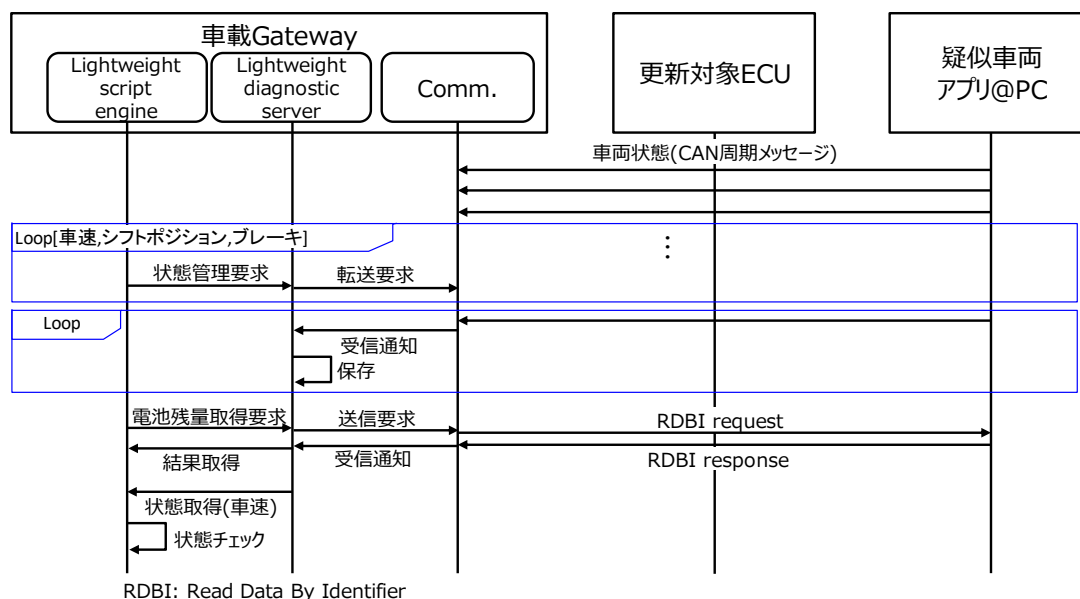 車載Gateway
Lightweight
script
engine
Lightweight
diagnostic
server
Comm.
更新対象ECU
疑似車両
アプリ@PC
車両状態(CAN周期メッセージ)
Loop[車速,シフトポジション,ブレーキ]
⋮
状態管理要求
転送要求
Loop
受信通知
保存
電池残量取得要求
送信要求
RDBI request
結果取得
受信通知
RDBI response
状態取得(車速)
状態チェック
RDBI: Read Data By Identifier